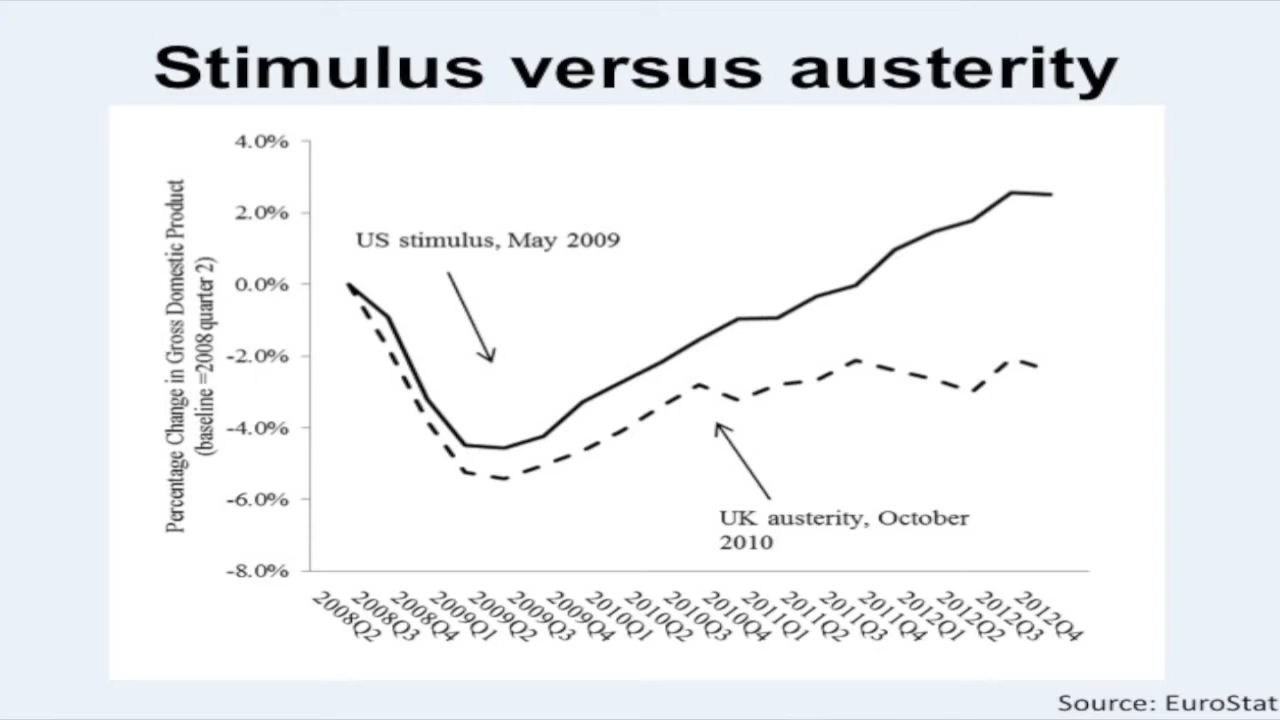 Stimulus versus austerity
4.0%
2.0%
0.0%
-2.0%
-4.0%
-6.0%
-8.0%
Percentage Change in Gross Domestic Product
(baseline =2008 quarter 2)
US stimulus, May 2009
UK austerity, October
2010
2008Q2
2008Q3
2008Q4
2009Q1
2009Q2
2009Q3
2009Q4
2010Q1
2010Q2
2010Q3
2010Q4
2011Q1
2011Q2
2011Q3
2011Q4
2012Q1
2012Q2
2012Q3
2012Q4
Source: EuroStat